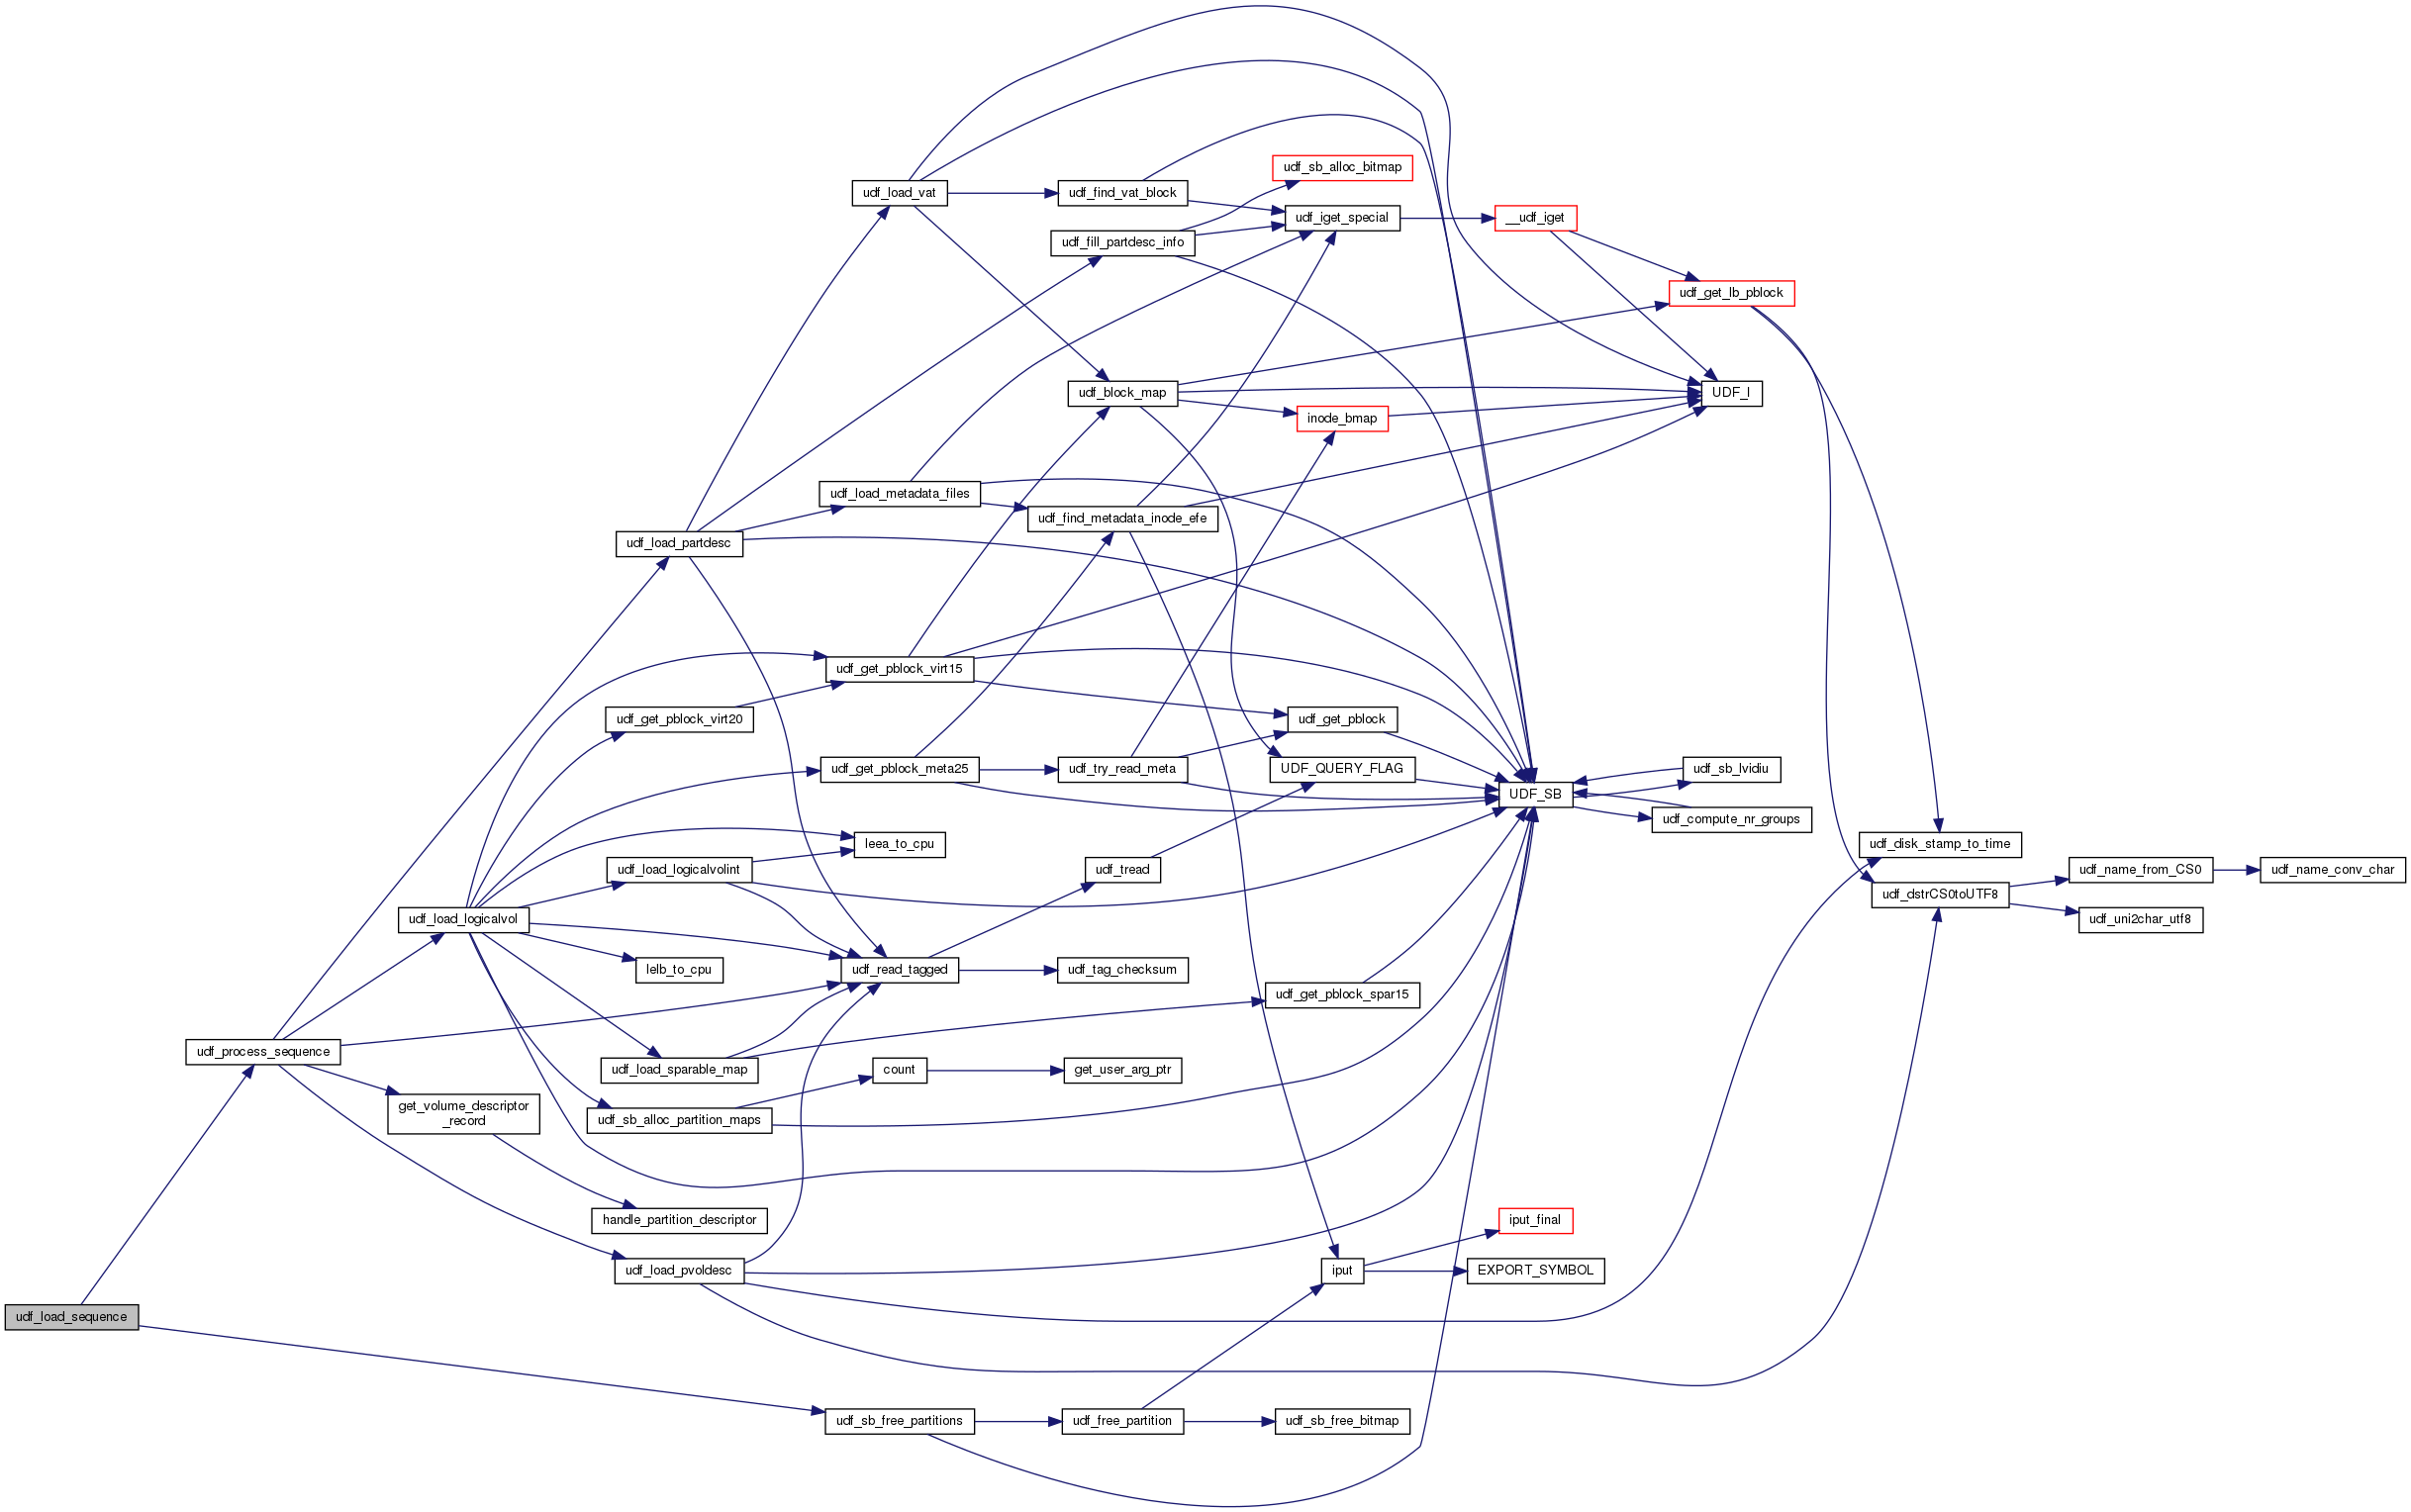 udf_load_vat
udf_find_vat_block
udf_sb_alloc_bitmap
udf_iget_special
__udf_iget
udf_fill_partdesc_info
udf_get_lb_pblock
udf_block_map
UDF_I
inode_bmap
udf_load_metadata_files
udf_find_metadata_inode_efe
udf_load_partdesc
udf_get_pblock_virt15
udf_get_pblock_virt20
udf_get_pblock
udf_get_pblock_meta25
udf_try_read_meta
UDF_QUERY_FLAG
udf_sb_lvidiu
UDF_SB
udf_compute_nr_groups
leea_to_cpu
udf_disk_stamp_to_time
udf_load_logicalvolint
udf_tread
udf_name_from_CS0
udf_name_conv_char
udf_dstrCS0toUTF8
udf_load_logicalvol
udf_uni2char_utf8
lelb_to_cpu
udf_read_tagged
udf_tag_checksum
udf_get_pblock_spar15
udf_process_sequence
udf_load_sparable_map
count
get_user_arg_ptr
get_volume_descriptor
_record
udf_sb_alloc_partition_maps
handle_partition_descriptor
iput_final
udf_load_pvoldesc
iput
EXPORT_SYMBOL
udf_load_sequence
udf_sb_free_partitions
udf_free_partition
udf_sb_free_bitmap